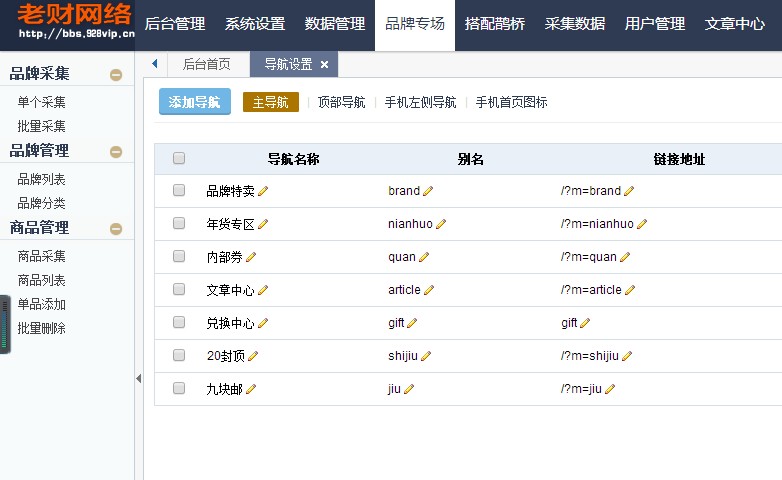 老财网络
http://bbs.928vip.cn
后台管理 系统设置 数据管理 品牌专场 搭配鹊桥 采集数据 用户管理 文章中心
后台首页 导航设置 ×
品牌采集
单个采集
批量采集
品牌管理
品牌列表
品牌分类
商品管理
商品采集
商品列表
单品添加
批量删除
添加导航 主导航 顶部导航 手机左侧导航 手机首页图标
导航名称 别名 链接地址
品牌特卖 brand /?m=brand
年货专区 nianhuo /?m=nianhuo
内部券 quan /?m=quan
文章中心 article /?m=article
兑换中心 gift gift
20封顶 shijiu /?m=shijiu
九块邮 jiu /?m=jiu